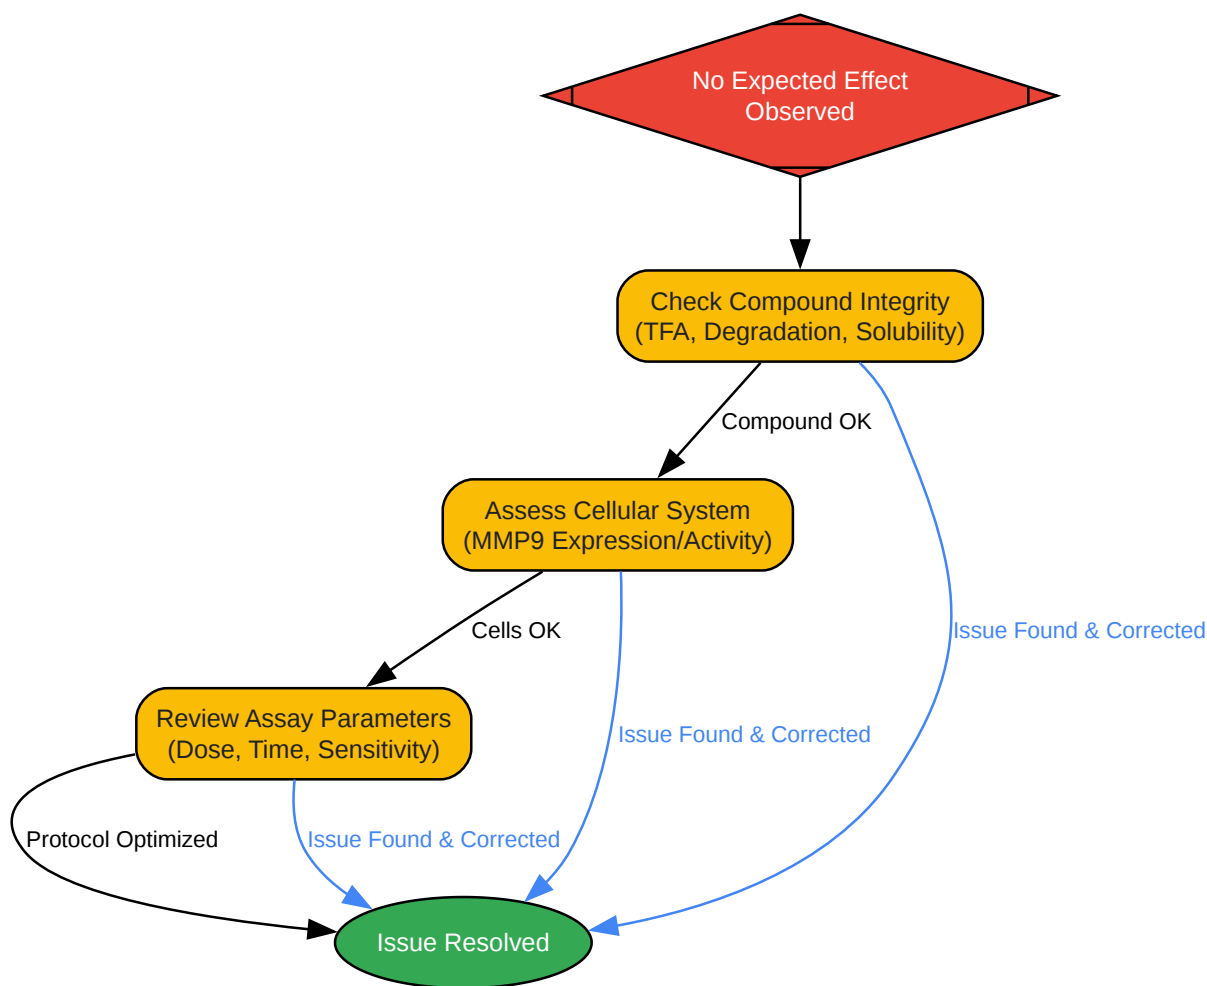 No Expected Effect
Observed
Check Compound Integrity
(TFA, Degradation, Solubility)
Compound OK
Assess Cellular System
(MMP9 Expression/Activity)
Cells OK
Issue Found & Corrected
Review Assay Parameters
(Dose, Time, Sensitivity)
Issue Found & Corrected
Protocol Optimized
Issue Found & Corrected
Issue Resolved